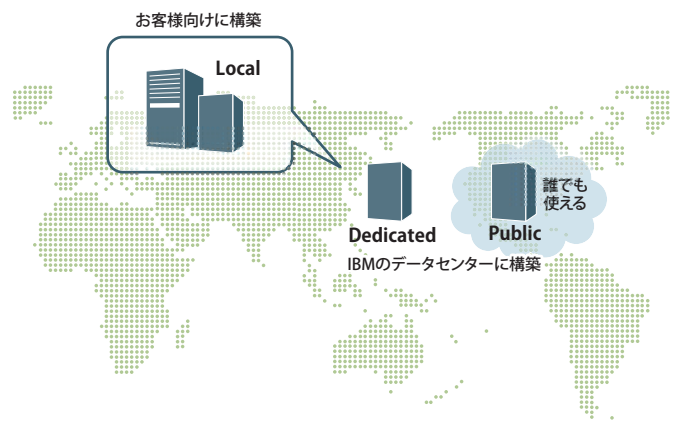 お客様向けに構築
Local
誰でも
使える
Dedicated
Public
IBMのデータセンターに構築